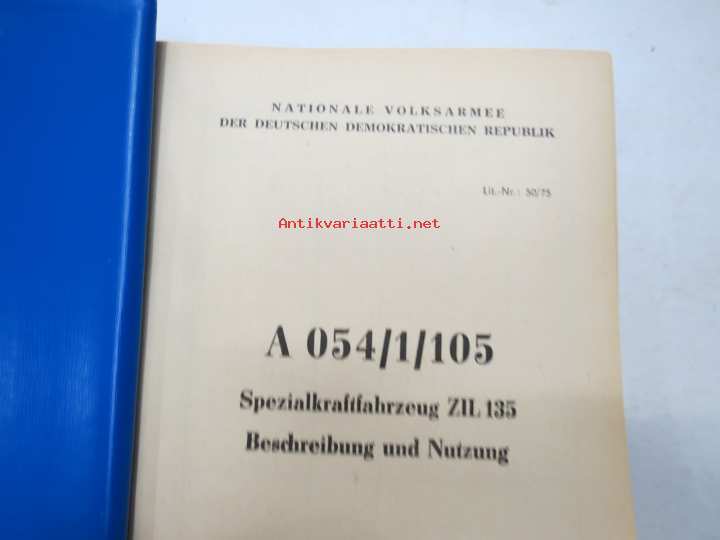 NATIONALE VOLKSARMEE
DER DEUTSCHEN DEMOKRATISCHEN REPUBLIK
Lit.-Nr.: 50/75
Antikvariaatti.net
A 054/1/105
Spezialkraftfahrzeug ZIL 135
Beschreibung und Nutzung